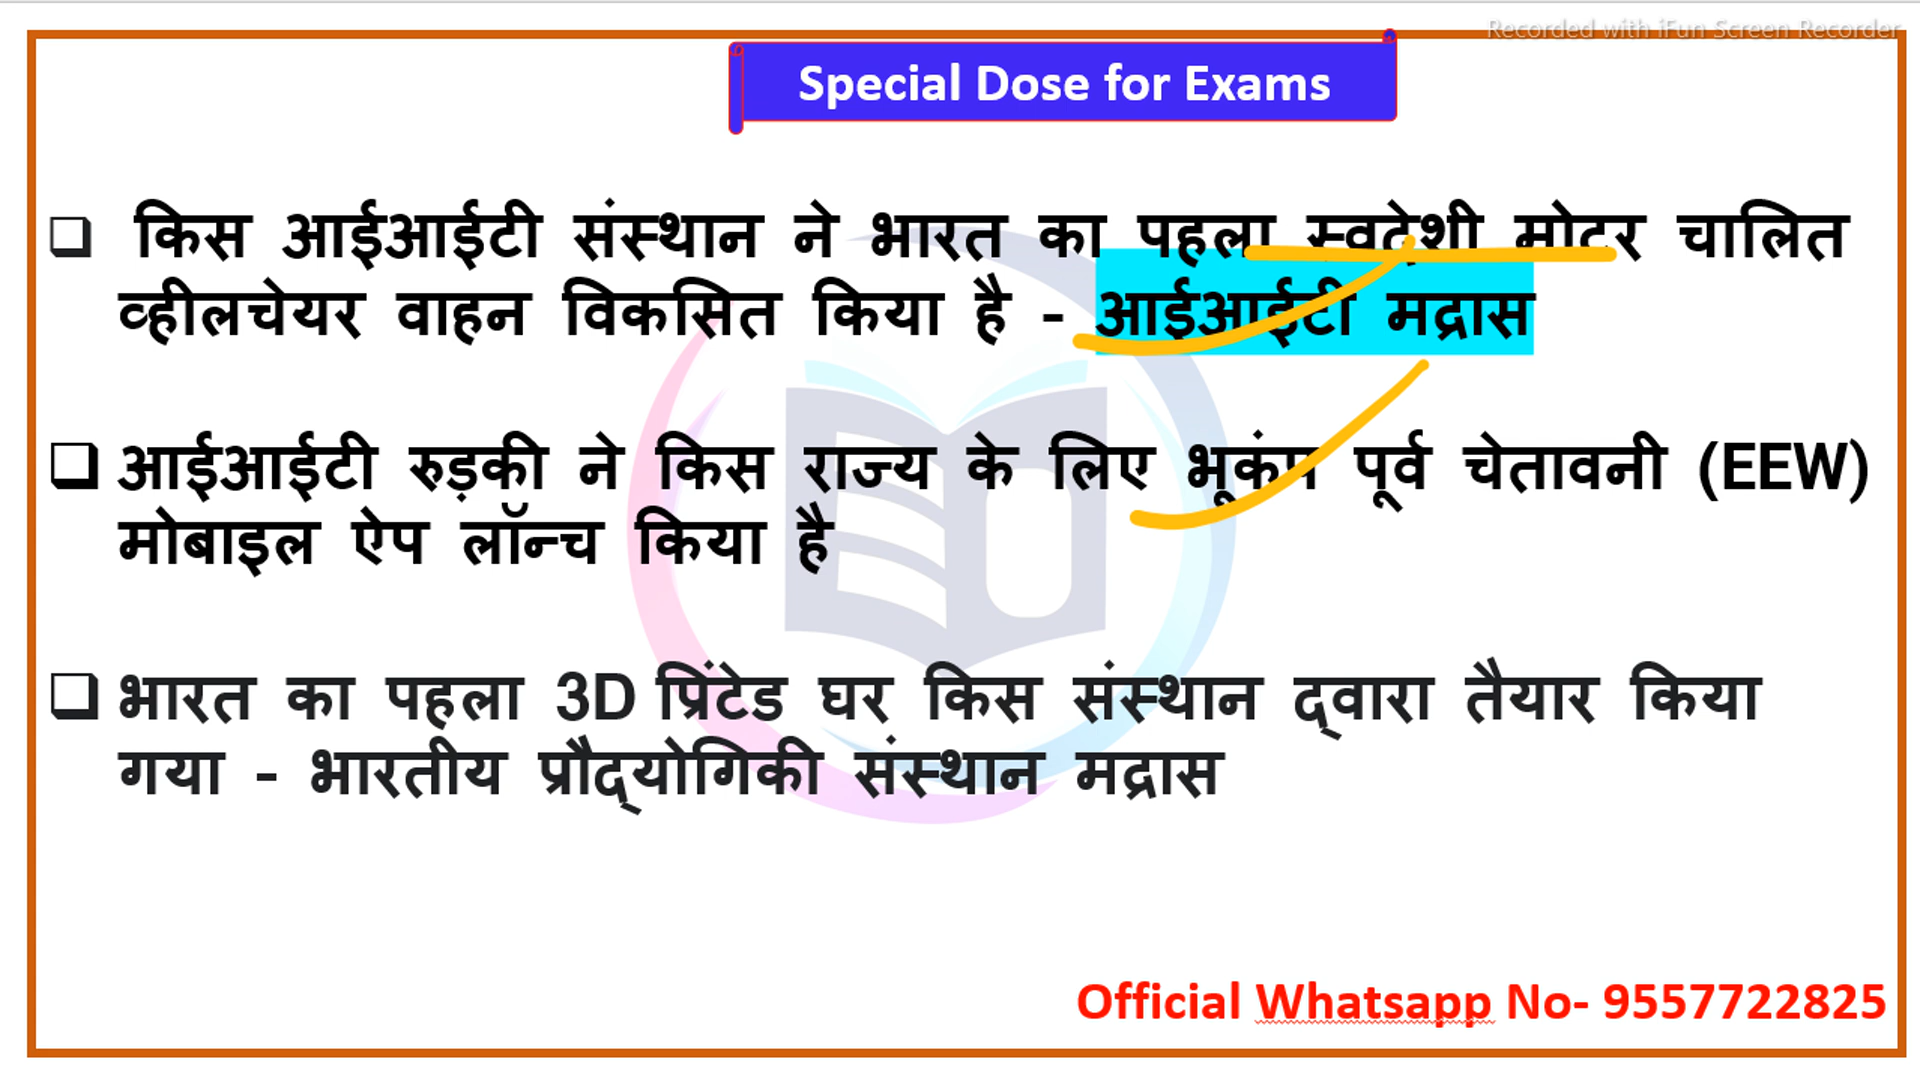 Recorded with iFun Screen Recorder
Special Dose for Exams
किस आईआईटी संस्थान ने भारत का पहला स्वदेशी मोटर चालित
व्हीलचेयर वाहन विकसित किया है - आईआईटी मद्रास
आईआईटी रुड़की ने किस राज्य के लिए भूकंप पूर्व चेतावनी (EEW)
मोबाइल ऐप लॉन्च किया है
भारत का पहला 3D प्रिंटेड घर किस संस्थान द्वारा तैयार किया
गया - भारतीय प्रौद्योगिकी संस्थान मद्रास
Official Whatsapp No- 9557722825